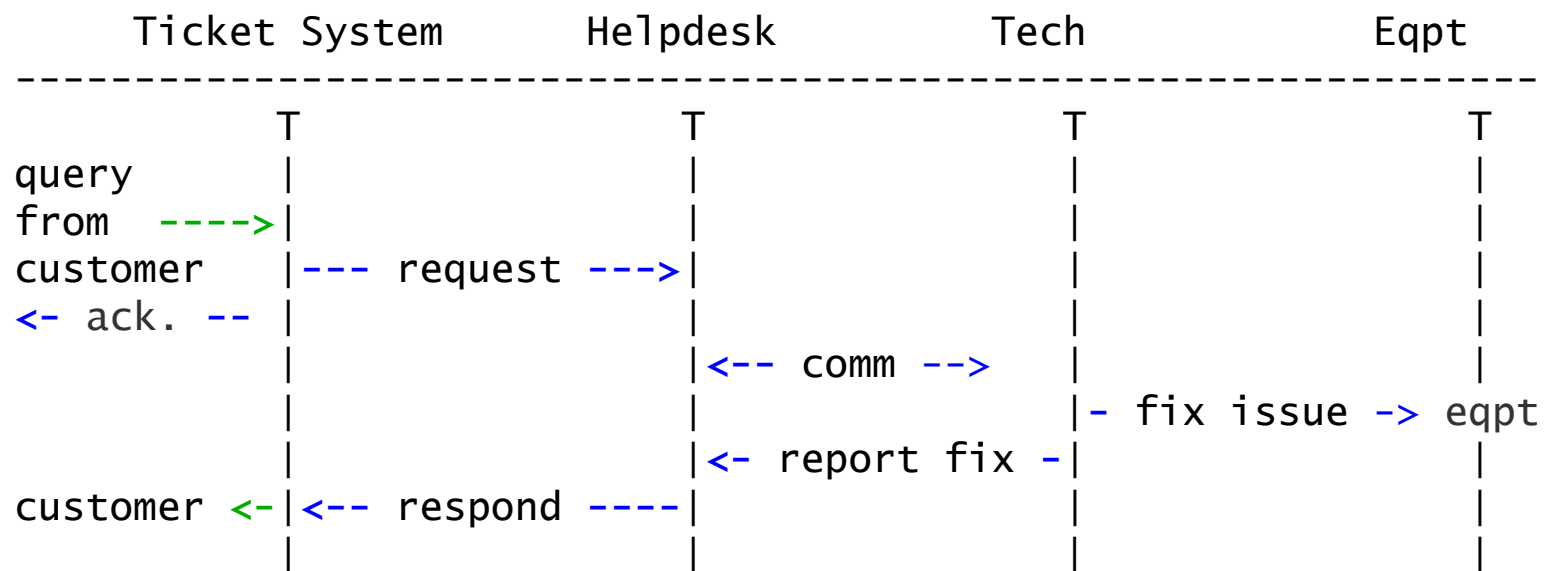 Ticket System Helpdesk Tech Eqpt
--------------------------------------------------
T T T T
query | | | |
from ---->| | | |
customer |--- request --->| | |
<- ack. -- | | | |
| |<-- comm --> | |
| | |- fix issue -> eqpt
| |<- report fix -| |
customer <-|<-- respond ----| | |
| | | |